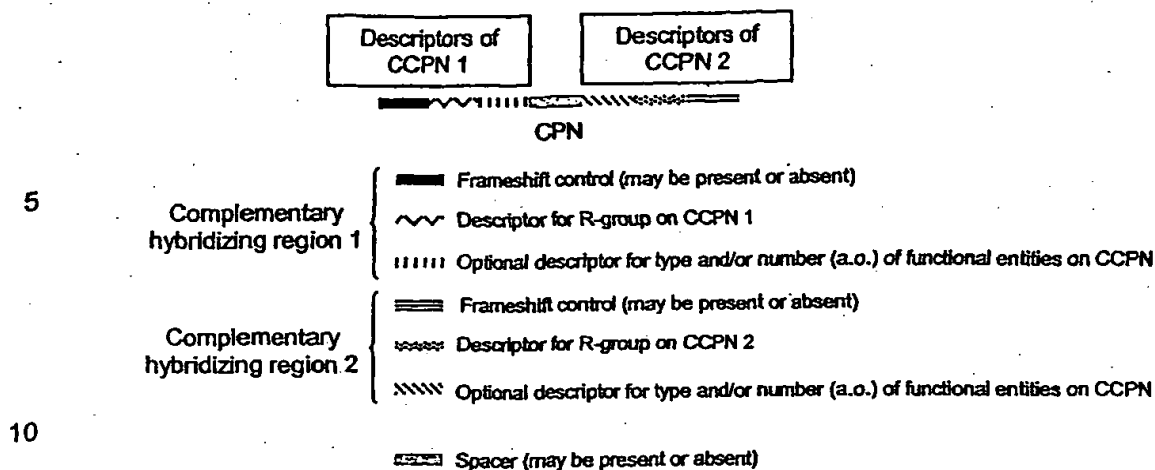 Descriptors of
CCPN 1
Descriptors of
CCPN 2
CPN
5
Complementary
hybridizing region 1
Frameshift control (may be present or absent)
Descriptor for R-group on CCPN 1
Optional descriptor for type and/or number (a.o.) of functional entities on CCPN
Complementary
hybridizing region 2
Frameshift control (may be present or absent)
Descriptor for R-group on CCPN 2
Optional descriptor for type and/or number (a.o.) of functional entities on CCPN
10
Spacer (may be present or absent)